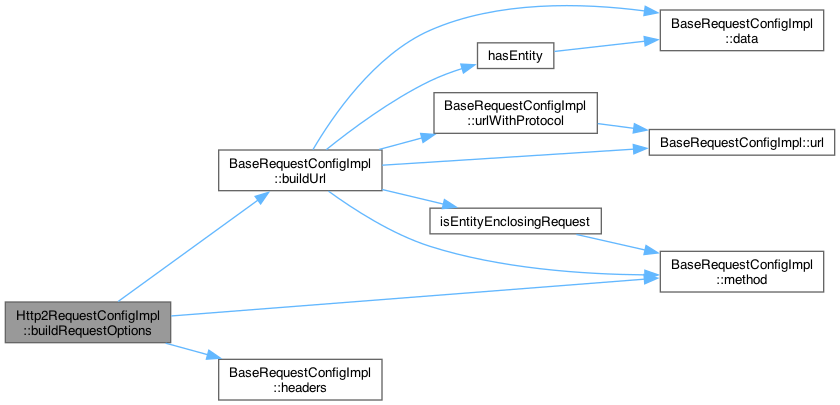 BaseRequestConfigImpl
::data
hasEntity
BaseRequestConfigImpl
::urlWithProtocol
BaseRequestConfigImpl::url
BaseRequestConfigImpl
::buildUrl
isEntityEnclosingRequest
BaseRequestConfigImpl
::method
Http2RequestConfigImpl
::buildRequestOptions
BaseRequestConfigImpl
::headers